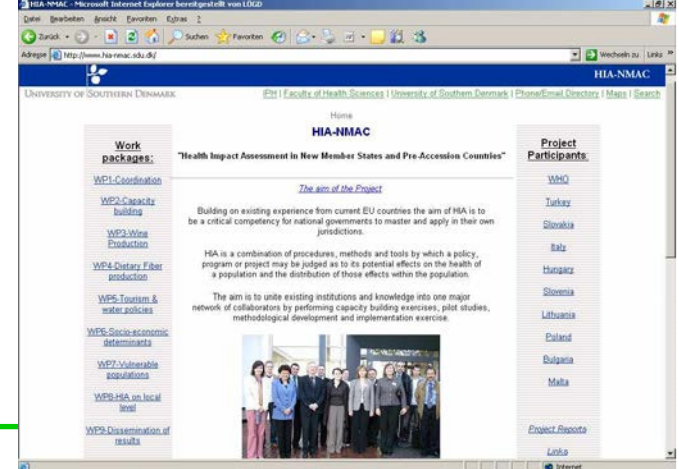 HIA-NMAC - Microsoft Internet Explorer bereitgestellt von LÖGD
Datei Bearbeiten Ansicht Favoriten Extras ?
Zurück Suchen Favoriten
Adresse http://www.hia-nmac.sdu.dk/ Wechseln zu Links »
HIA-NMAC
UNIVERSITY OF SOUTHERN DENMARK IPH | Faculty of Health Sciences | University of Southern Denmark | Phone/Email Directory | Maps | Search
Home
HIA-NMAC
"Health Impact Assessment in New Member States and Pre-Accession Countries"
Work
packages:
WP1-Coordination
WP2-Capacity
building
WP3-Wine
Production
WP4-Dietary Fiber
production
WP5-Tourism &
water policies
WP6-Socio-economic
determinants
WP7-Vulnerable
populations
WP8-HIA on local
level
WP9-Dissemination of
results
The aim of the Project
Building on existing experience from current EU countries the aim of HIA is to
be a critical competency for national governments to master and apply in their own
jurisdictions.
HIA is a combination of procedures, methods and tools by which a policy,
program or project may be judged as to its potential effects on the health of
a population and the distribution of those effects within the population.
The aim is to unite existing institutions and knowledge into one major
network of collaborators by performing capacity building exercises, pilot studies,
methodological development and implementation exercise.
Project
Participants:
WHO
Turkey
Slovakia
Italy
Hungary
Slovenia
Lithuania
Poland
Bulgaria
Malta
Project Reports
Links
Internet